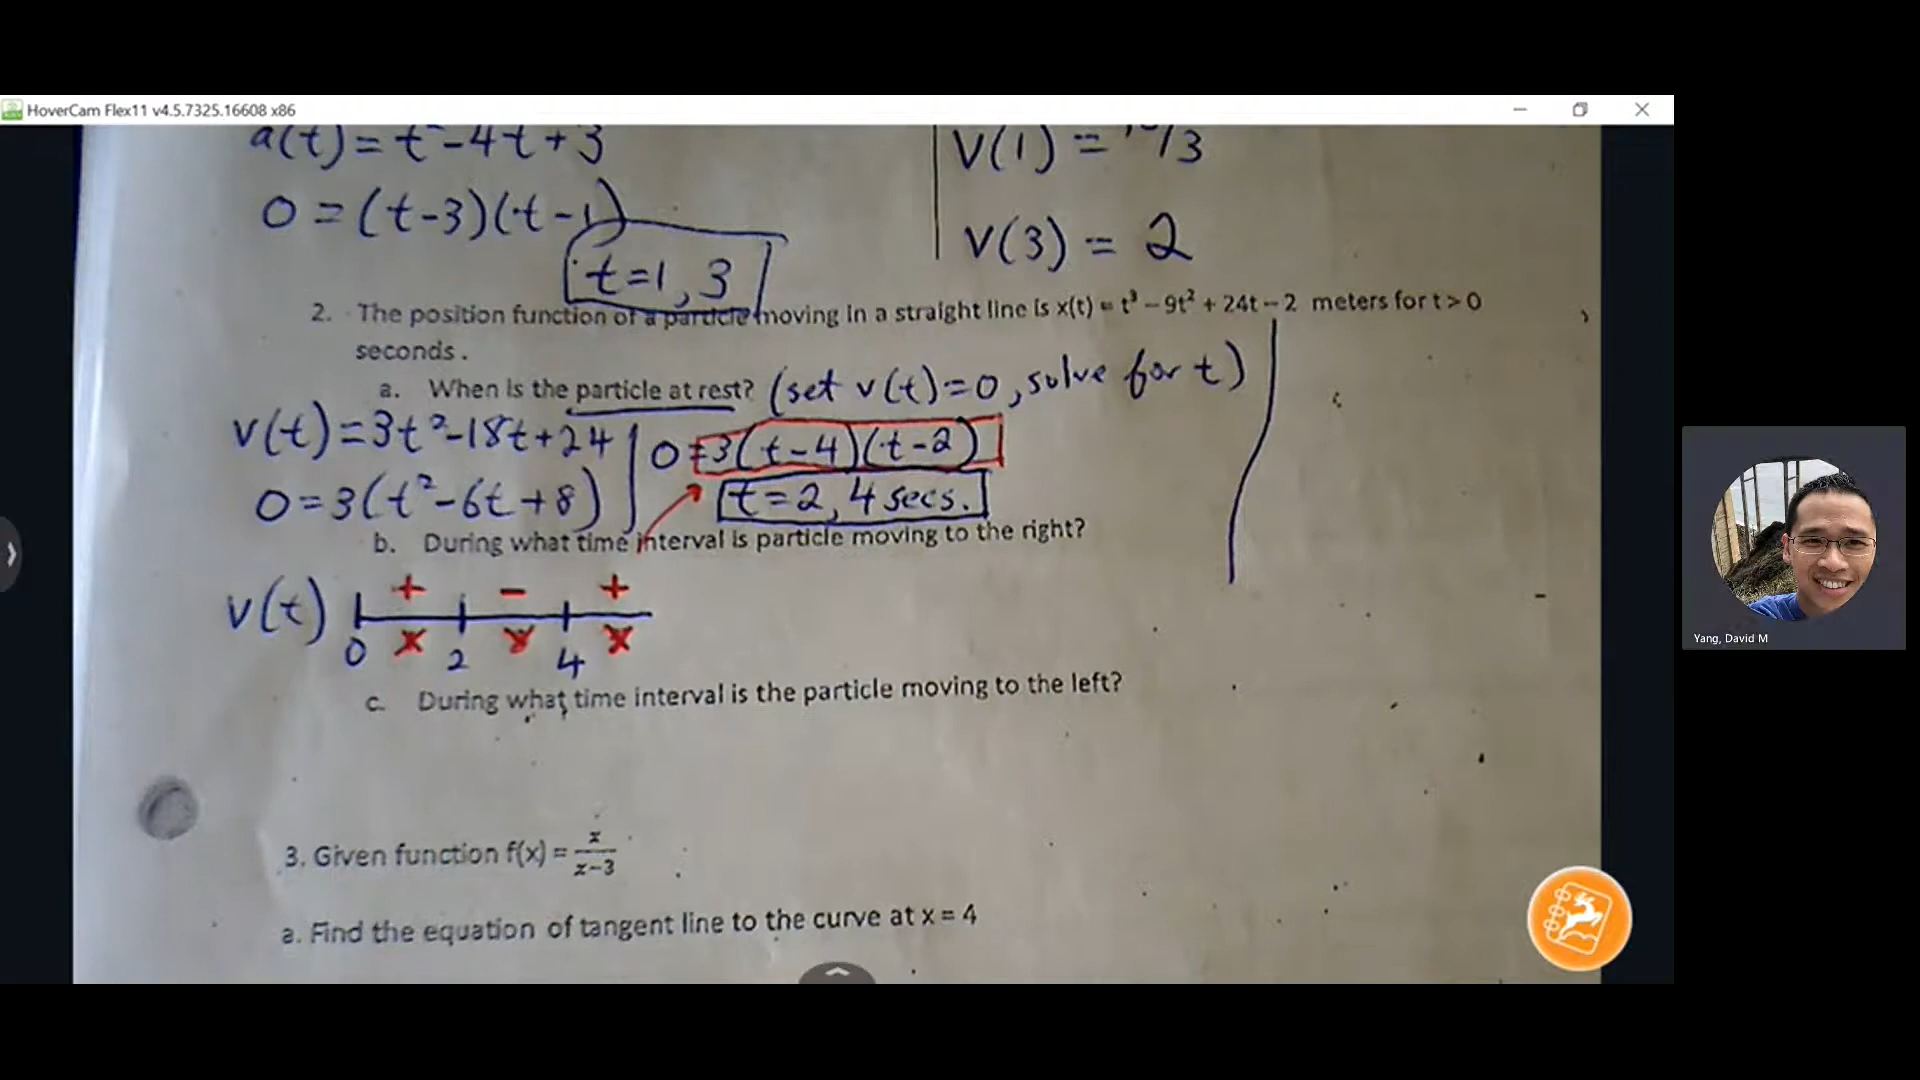 HoverCam Flex11 v4.5.7325.16608 x86
a(t) = t²-4t+3
V(1) = /3
0 = (t-3)(t-1)
V(3) = 2
t=1, 3
2. The position function of a particle moving in a straight line is x(t) = t³ − 9t² + 24t − 2 meters for t > 0
seconds.
a. When is the particle at rest? (set v(t)=0, solve for t)
v(t)=3t²-18t+24
0=3(t-4)(t-2)
0=3(t²-6t+8)
t=2, 4 secs.
b. During what time interval is particle moving to the right?
+ - +
v(t)
0 x 2 x 4 x
c. During what time interval is the particle moving to the left?
3. Given function f(x) = x/x−3
a. Find the equation of tangent line to the curve at x = 4
Yang, David M